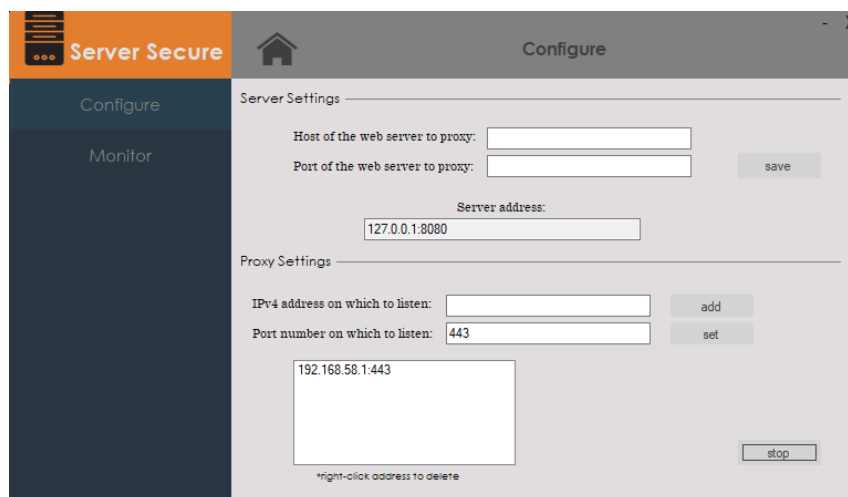 Server Secure
Configure
-
Configure
Monitor
Server Settings
Host of the web server to proxy:
Port of the web server to proxy:
save
Server address:
127.0.0.1:8080
Proxy Settings
IPv4 address on which to listen:
add
Port number on which to listen:
443
set
192.168.58.1:443
*right-click address to delete
stop